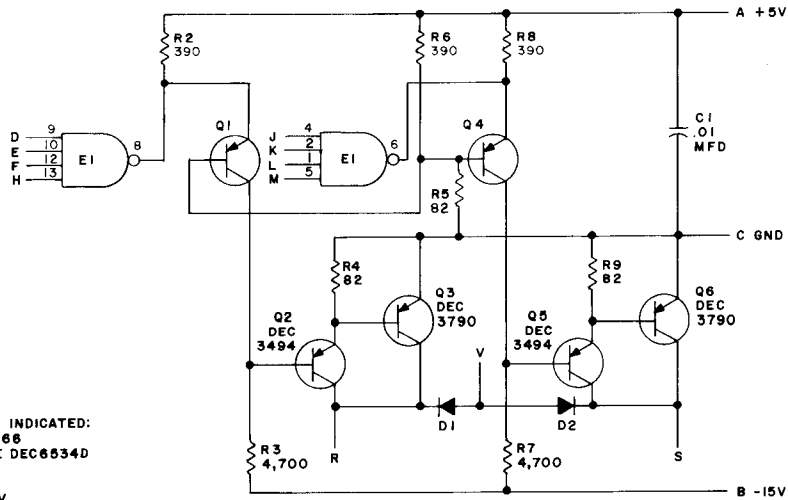 A +5V
R2
390
R6
390
R8
390
Q1
Q4
C1
.01
MFD
D 9
E 10
F 12
H 13
E1
8
J 4
K 2
L 1
M 5
E1
6
R5
82
C GND
R4
82
Q3
DEC
3790
R9
82
Q6
DEC
3790
Q2
DEC
3494
V
Q5
DEC
3494
D1
D2
INDICATED:
66
DEC6534D
R3
4,700
R
R7
4,700
S
B -15V